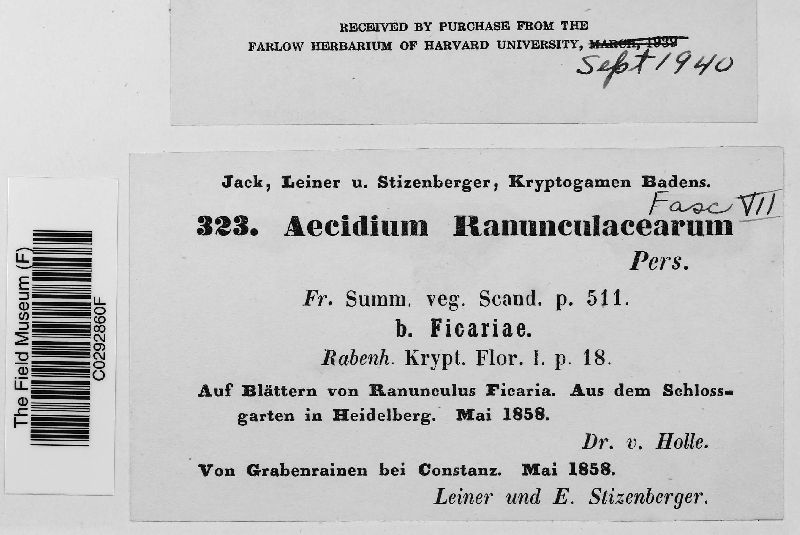 RECEIVED BY PURCHASE FROM THE
FARLOW HERBARIUM OF HARVARD UNIVERSITY, MARCH, 1939
Sept 1940
Jack, Leiner u. Stizenberger, Kryptogamen Badens.
Fasc VII
323. Aecidium Ranunculacearum
Pers.
Fr. Summ. veg. Scand. p. 511.
b. Ficariae.
Rabenh. Krypt. Flor. I. p. 18.
Auf Blättern von Ranunculus Ficaria. Aus dem Schloss-
garten in Heidelberg. Mai 1858.
Dr. v. Holle.
Von Grabenrainen bei Constanz. Mai 1858.
Leiner und E. Stizenberger.
The Field Museum (F)
C0292860F